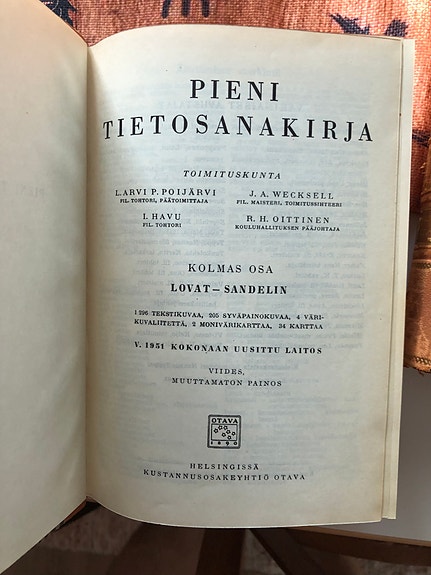 PIENI
TIETOSANAKIRJA
TOIMITUSKUNTA
L. ARVI P. POIJÄRVI
FIL. TOHTORI, PÄÄTOIMITTAJA
J. A. WECKSELL
FIL. MAISTERI, TOIMITUSSIHTEERI
I. HAVU
FIL. TOHTORI
R. H. OITTINEN
KOULUHALLITUKSEN PÄÄJOHTAJA
KOLMAS OSA
LOVAT – SANDELIN
1 296 TEKSTIKUVAA, 205 SYVÄPAINOKUVAA, 4 VÄRI-
KUVALIITETTÄ, 2 MONIVÄRIKARTTAA, 34 KARTTAA
V. 1951 KOKONAAN UUSITTU LAITOS
VIIDES,
MUUTTAMATON PAINOS
OTAVA
1890
HELSINGISSÄ
KUSTANNUSOSAKEYHTIÖ OTAVA